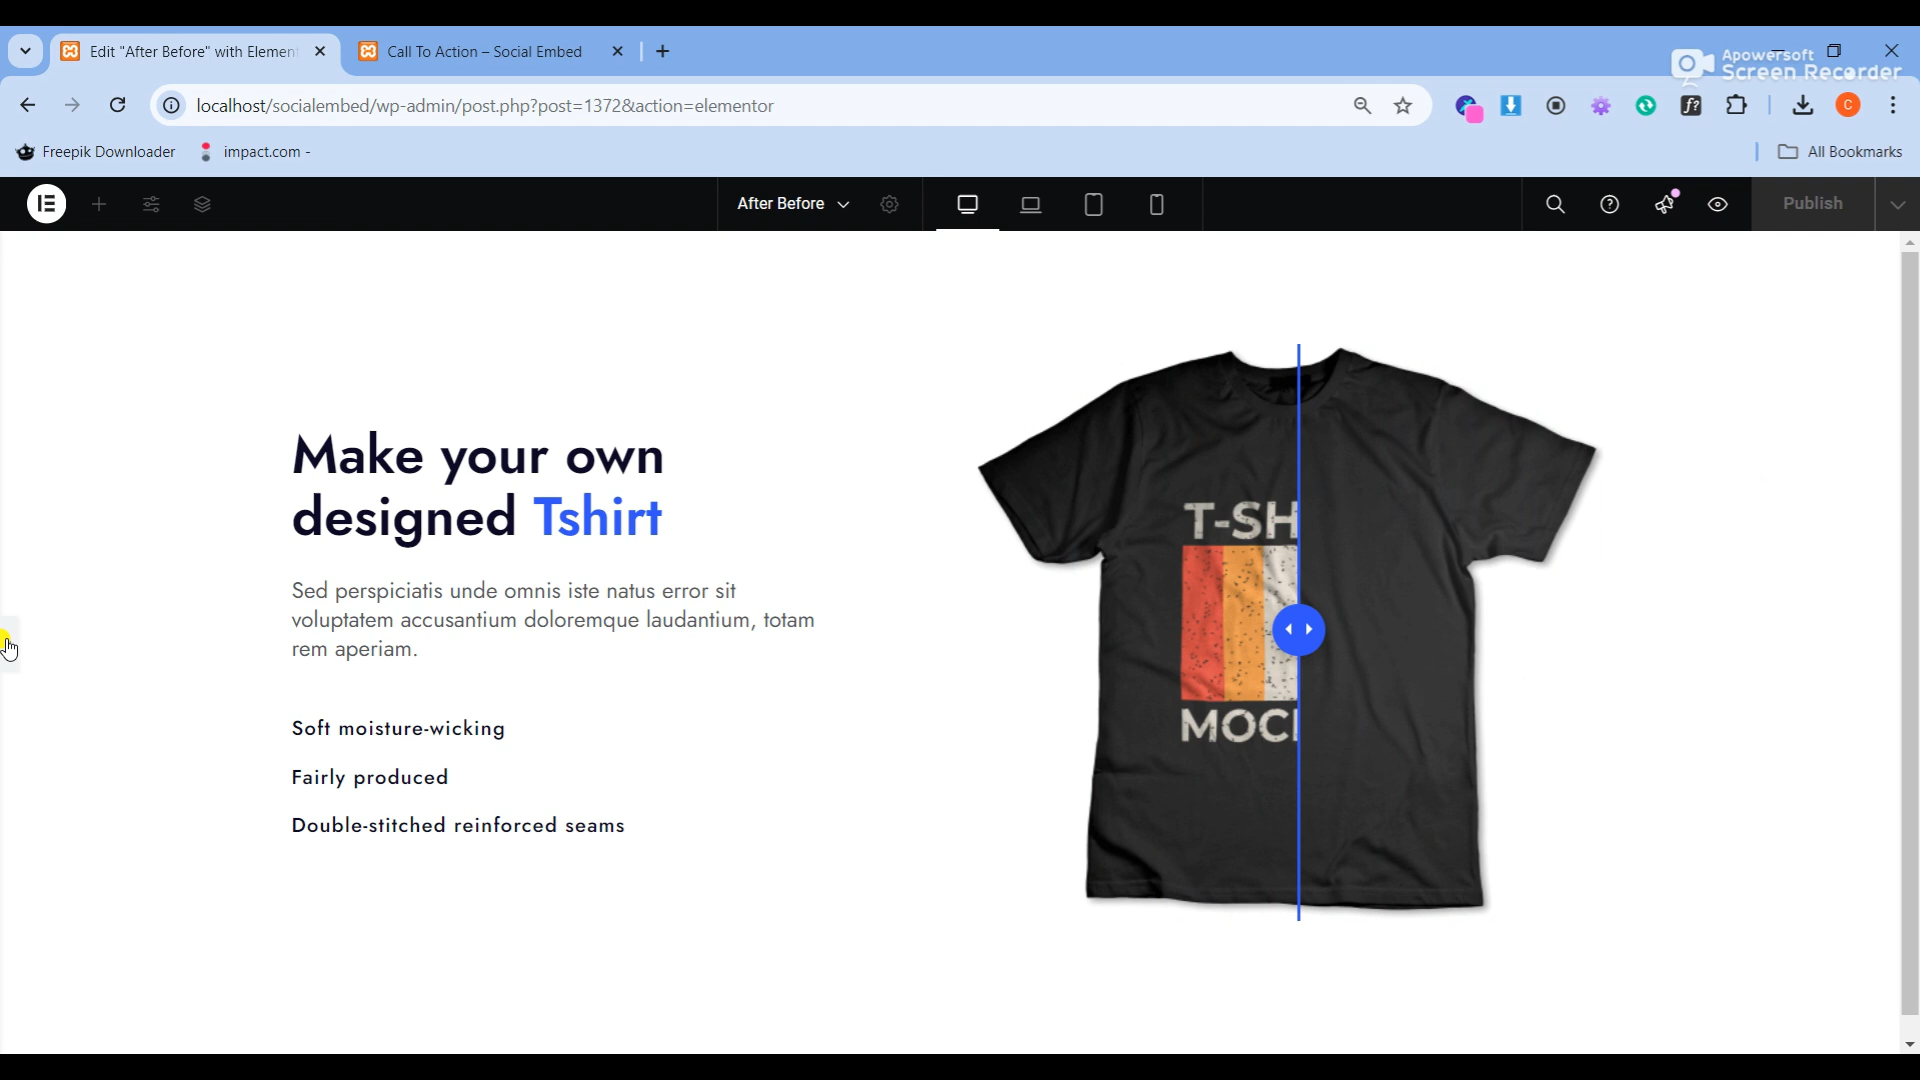 Edit "After Before" with Elemen
Call To Action – Social Embed
Apowersoft
Screen Recorder
localhost/socialembed/wp-admin/post.php?post=1372&action=elementor
f?
C
Freepik Downloader
impact.com -
All Bookmarks
After Before
Publish
Make your own
designed Tshirt
Sed perspiciatis unde omnis iste natus error sit
voluptatem accusantium doloremque laudantium, totam
rem aperiam.
Soft moisture-wicking
Fairly produced
Double-stitched reinforced seams
T-SH
MOC